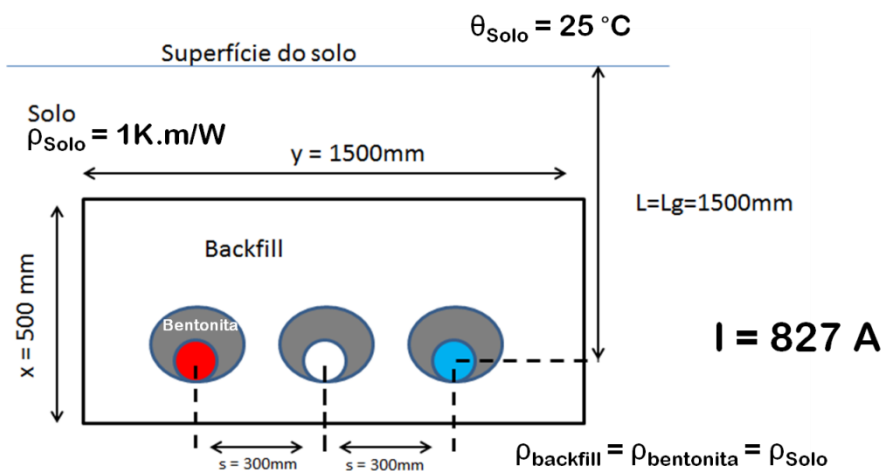 θSolo = 25 °C
Superfície do solo
Solo
ρSolo = 1K.m/W
y = 1500mm
L=Lg=1500mm
Backfill
x = 500 mm
Bentonita
I = 827 A
s = 300mm
s = 300mm
ρbackfill = ρbentonita = ρSolo